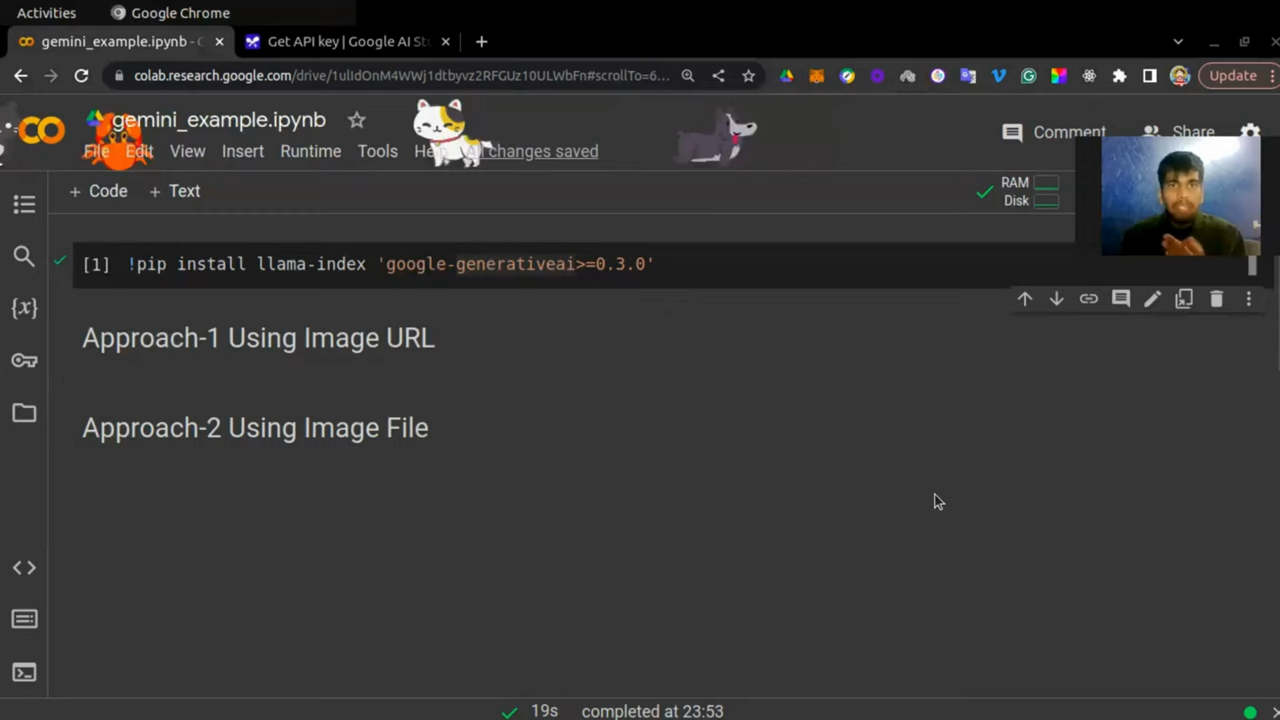 Activities
Google Chrome
gemini_example.ipynb - C
Get API key | Google AI St
colab.research.google.com/drive/1ulIdOnM4WWj1dtbyvz2RFGUz10ULWbFn#scrollTo=6…
Update
gemini_example.ipynb
Comment
Share
File Edit View Insert Runtime Tools
changes saved
+ Code + Text
RAM
Disk
[1] !pip install llama-index 'google-generativeai>=0.3.0'
Approach-1 Using Image URL
Approach-2 Using Image File
19s completed at 23:53